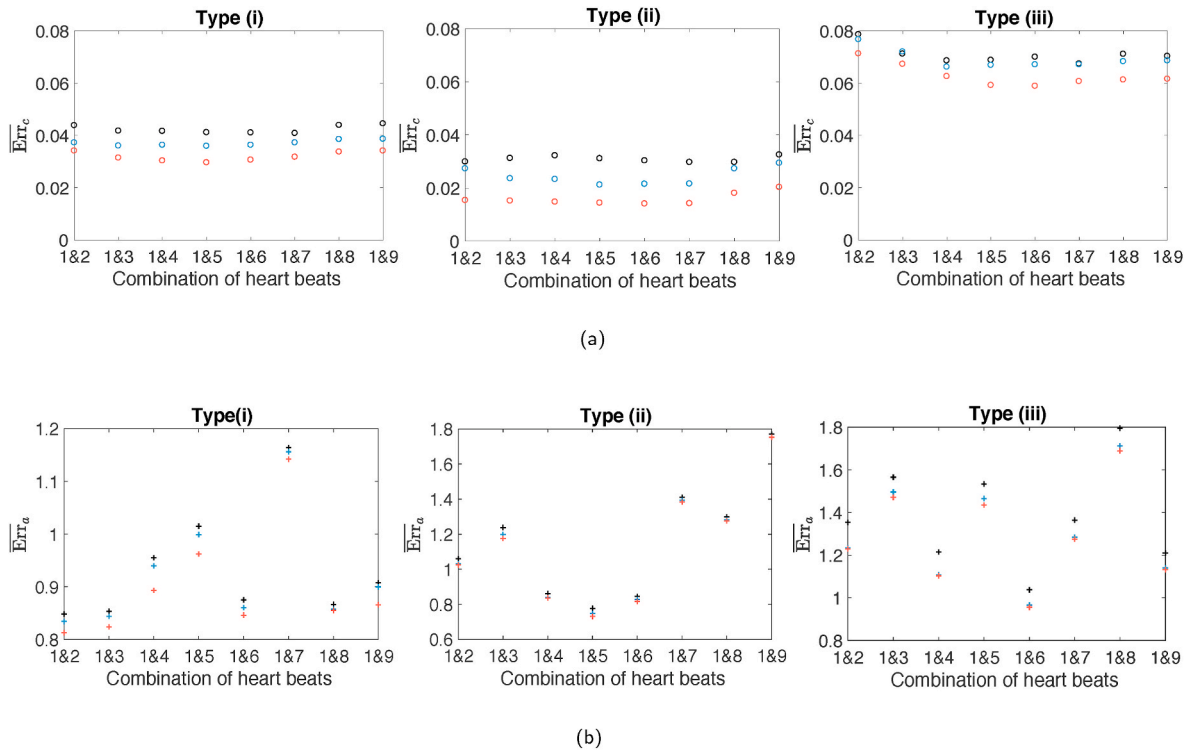 Type (i)
0.08
0.06
0.04
0.02
0
Err_c
1&2 1&3 1&4 1&5 1&6 1&7 1&8 1&9
Combination of heart beats
Type (ii)
0.08
0.06
0.04
0.02
0
Err_c
1&2 1&3 1&4 1&5 1&6 1&7 1&8 1&9
Combination of heart beats
Type (iii)
0.08
0.06
0.04
0.02
0
Err_c
1&2 1&3 1&4 1&5 1&6 1&7 1&8 1&9
Combination of heart beats
(a)
Type(i)
1.2
1.1
1
0.9
0.8
Err_a
1&2 1&3 1&4 1&5 1&6 1&7 1&8 1&9
Combination of heart beats
Type (ii)
1.8
1.6
1.4
1.2
1
0.8
0.6
Err_a
1&2 1&3 1&4 1&5 1&6 1&7 1&8 1&9
Combination of heart beats
Type (iii)
1.8
1.6
1.4
1.2
1
0.8
Err_a
1&2 1&3 1&4 1&5 1&6 1&7 1&8 1&9
Combination of heart beats
(b)